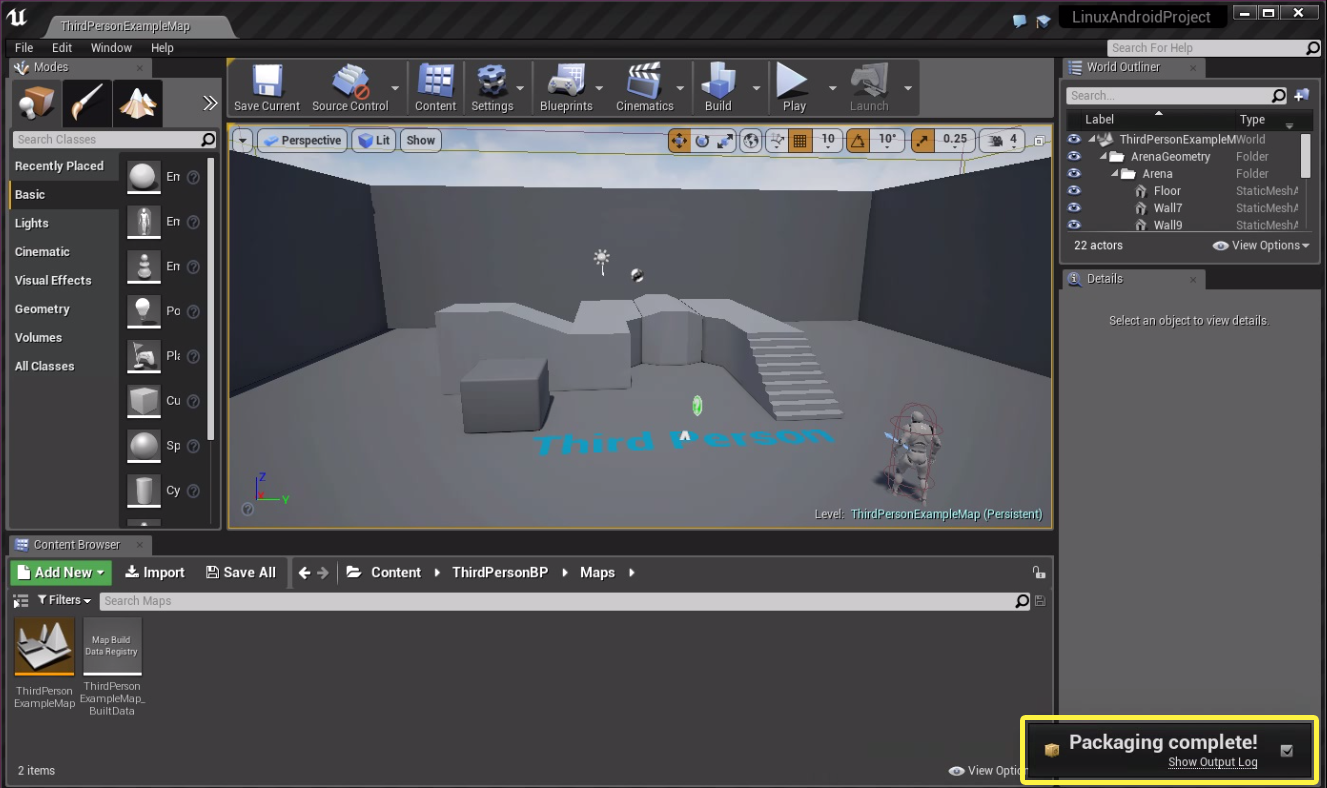 ThirdPersonExampleMap
LinuxAndroidProject
File Edit Window Help
Search For Help
Modes
Search Classes
Recently Placed
Basic
Lights
Cinematic
Visual Effects
Geometry
Volumes
All Classes
Em
Em
Em
Po
Pla
Cu
Sp
Cy
Save Current
Source Control
Content
Settings
Blueprints
Cinematics
Build
Play
Launch
Perspective
Lit
Show
10
10°
0.25
4
Third Person
Z
Y
Level: ThirdPersonExampleMap (Persistent)
World Outliner
Search...
Label Type
ThirdPersonExampleM World
ArenaGeometry Folder
Arena Folder
Floor StaticMeshA
Wall7 StaticMeshA
Wall9 StaticMeshA
22 actors
View Options
Details
Select an object to view details.
Content Browser
Add New
Import
Save All
Content
ThirdPersonBP
Maps
Filters
Search Maps
Map Build
Data Registry
ThirdPerson
ExampleMap
ThirdPerson
ExampleMap_
BuiltData
2 items
View Option
Packaging complete!
Show Output Log